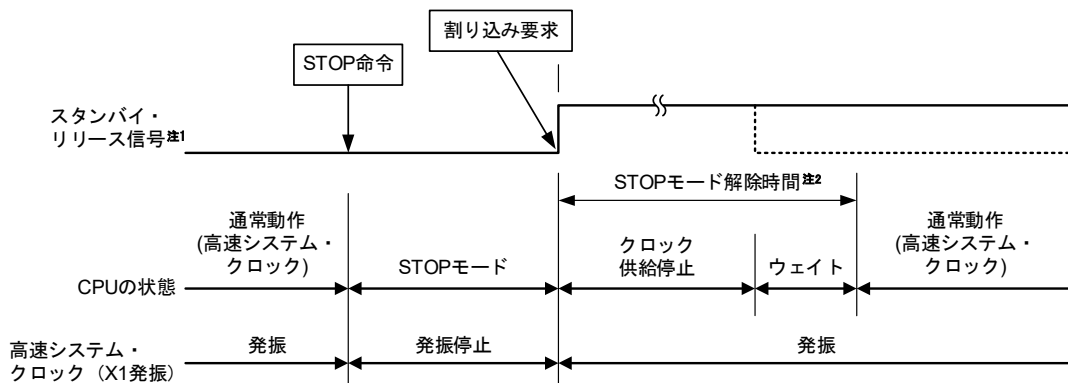 割り込み要求
STOP命令
スタンバイ・
リリース信号注1
STOPモード解除時間注2
通常動作
(高速システム・
クロック)
STOPモード
クロック
供給停止
ウェイト
通常動作
(高速システム・
クロック)
CPUの状態
高速システム・
クロック（X1発振）
発振
発振停止
発振